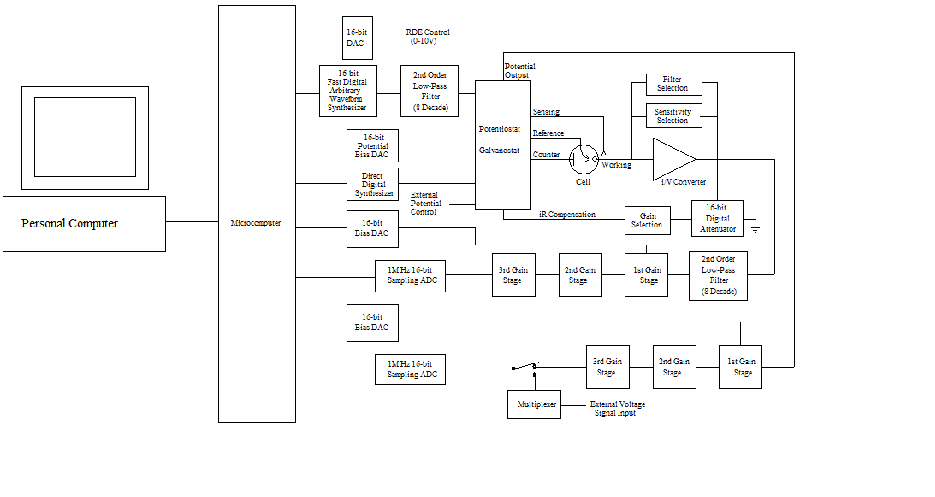 16-bit
DAC
RDE Control
(0-10V)
16-bit
Fast Digital
Arbitrary
Waveform
Synthesizer
2nd Order
Low-Pass
Filter
(8 Decade)
Potential
Output
Filter
Selection
Sensitivity
Selection
Sensing
Reference
Counter
Potentiostat
Galvanostat
Working
Cell
I/V Converter
16-bit
Potential
Bias DAC
Direct
Digital
Synthesizer
External
Potential
Control
iR Compensation
Gain
Selection
16-bit
Digital
Attenuator
Personal Computer
Microcomputer
16-bit
Bias DAC
1MHz 16-bit
Sampling ADC
3rd Gain
Stage
2nd Gain
Stage
1st Gain
Stage
2nd Order
Low-Pass
Filter
(8 Decade)
16-bit
Bias DAC
1MHz 16-bit
Sampling ADC
3rd Gain
Stage
2nd Gain
Stage
1st Gain
Stage
Multiplexer
External Voltage
Signal Input